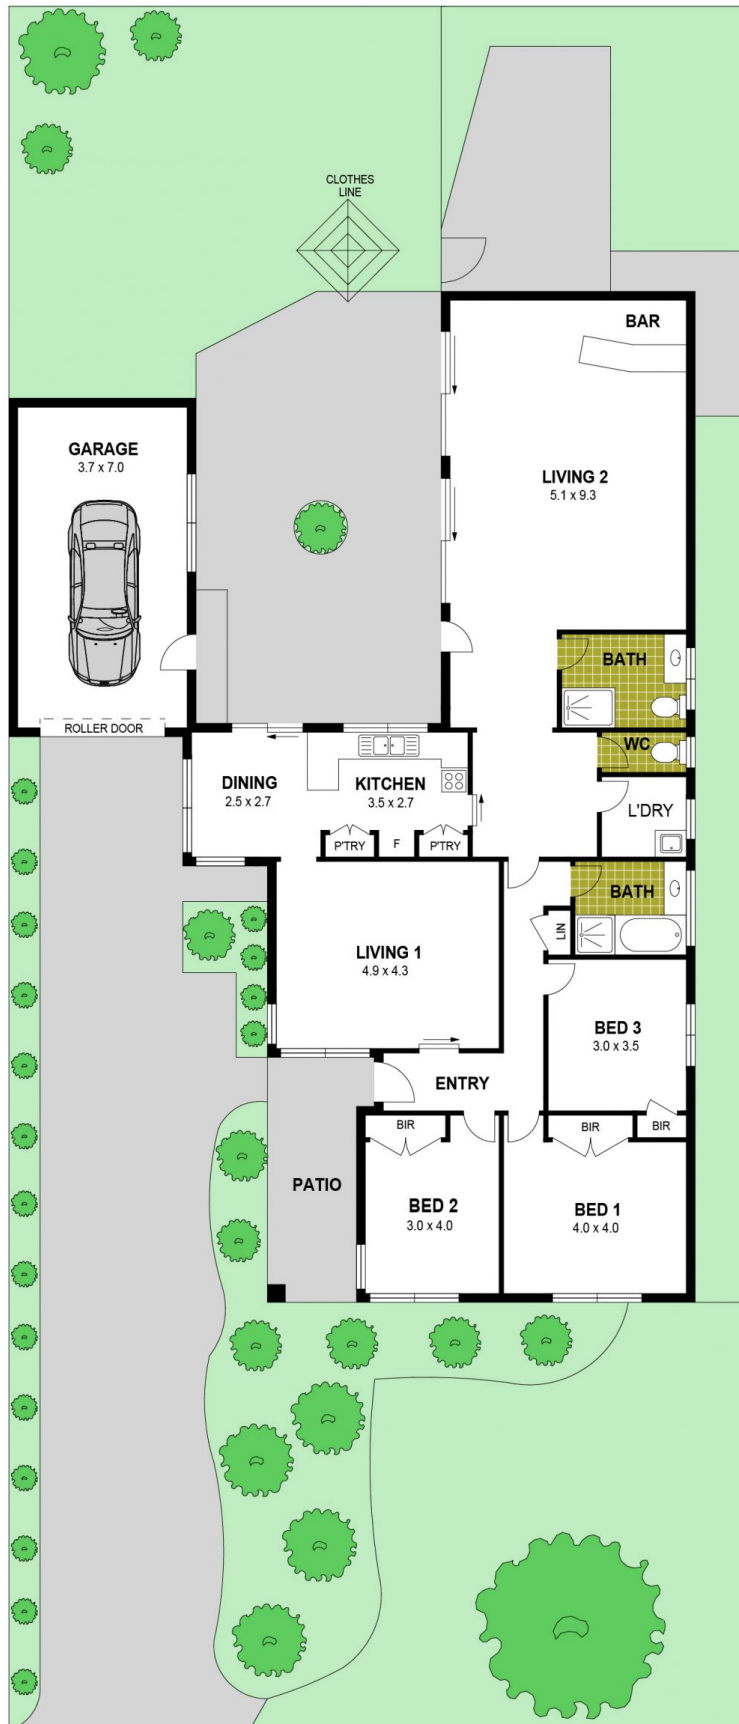 CLOTHES
LINE
BAR
GARAGE
3.7 x 7.0
LIVING 2
5.1 x 9.3
BATH
ROLLER DOOR
WC
DINING
2.5 x 2.7
KITCHEN
3.5 x 2.7
L'DRY
P'TRY
F
P'TRY
BATH
LIN
LIVING 1
4.9 x 4.3
BED 3
3.0 x 3.5
ENTRY
BIR
BIR
BIR
PATIO
BED 2
3.0 x 4.0
BED 1
4.0 x 4.0